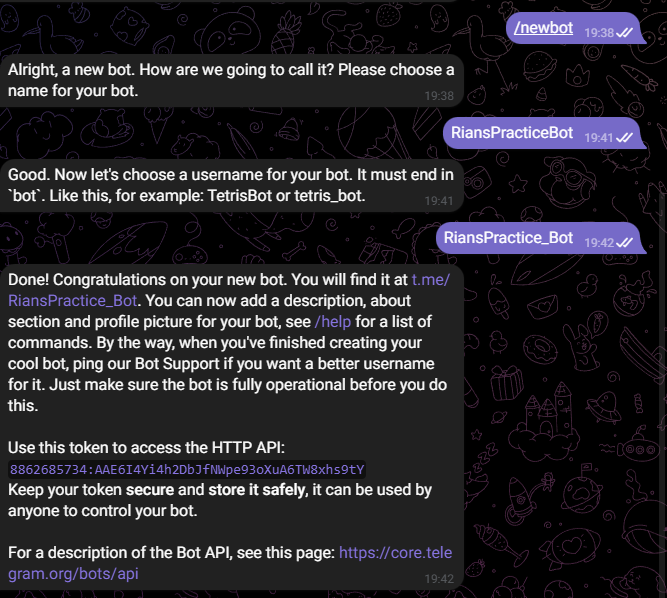 /newbot 19:38
Alright, a new bot. How are we going to call it? Please choose a
name for your bot.
19:38
RiansPracticeBot 19:41
Good. Now let's choose a username for your bot. It must end in
`bot`. Like this, for example: TetrisBot or tetris_bot.
19:41
RiansPractice_Bot 19:42
Done! Congratulations on your new bot. You will find it at t.me/
RiansPractice_Bot. You can now add a description, about
section and profile picture for your bot, see /help for a list of
commands. By the way, when you've finished creating your
cool bot, ping our Bot Support if you want a better username
for it. Just make sure the bot is fully operational before you do
this.
Use this token to access the HTTP API:
8862685734:AAE6I4Yi4h2DbJfNWpe93oXuA6TW8xhs9tY
Keep your token secure and store it safely, it can be used by
anyone to control your bot.
For a description of the Bot API, see this page: https://core.tele
gram.org/bots/api
19:42